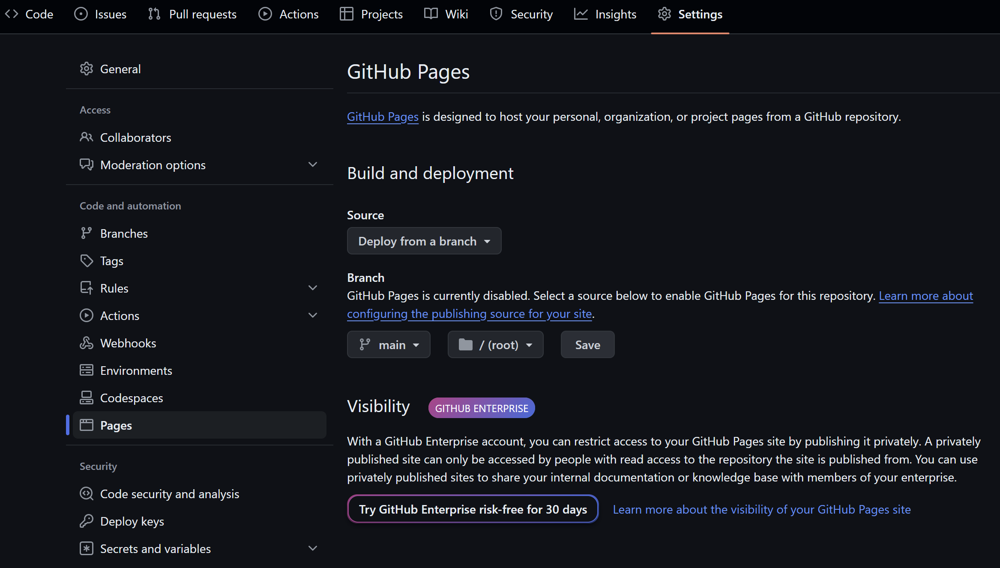 Code Issues Pull requests Actions Projects Wiki Security Insights Settings
General
Access
Collaborators
Moderation options
Code and automation
Branches
Tags
Rules
Actions
Webhooks
Environments
Codespaces
Pages
Security
Code security and analysis
Deploy keys
Secrets and variables
GitHub Pages
GitHub Pages is designed to host your personal, organization, or project pages from a GitHub repository.
Build and deployment
Source
Deploy from a branch
Branch
GitHub Pages is currently disabled. Select a source below to enable GitHub Pages for this repository. Learn more about
configuring the publishing source for your site.
main / (root) Save
Visibility GITHUB ENTERPRISE
With a GitHub Enterprise account, you can restrict access to your GitHub Pages site by publishing it privately. A privately
published site can only be accessed by people with read access to the repository the site is published from. You can use
privately published sites to share your internal documentation or knowledge base with members of your enterprise.
Try GitHub Enterprise risk-free for 30 days Learn more about the visibility of your GitHub Pages site